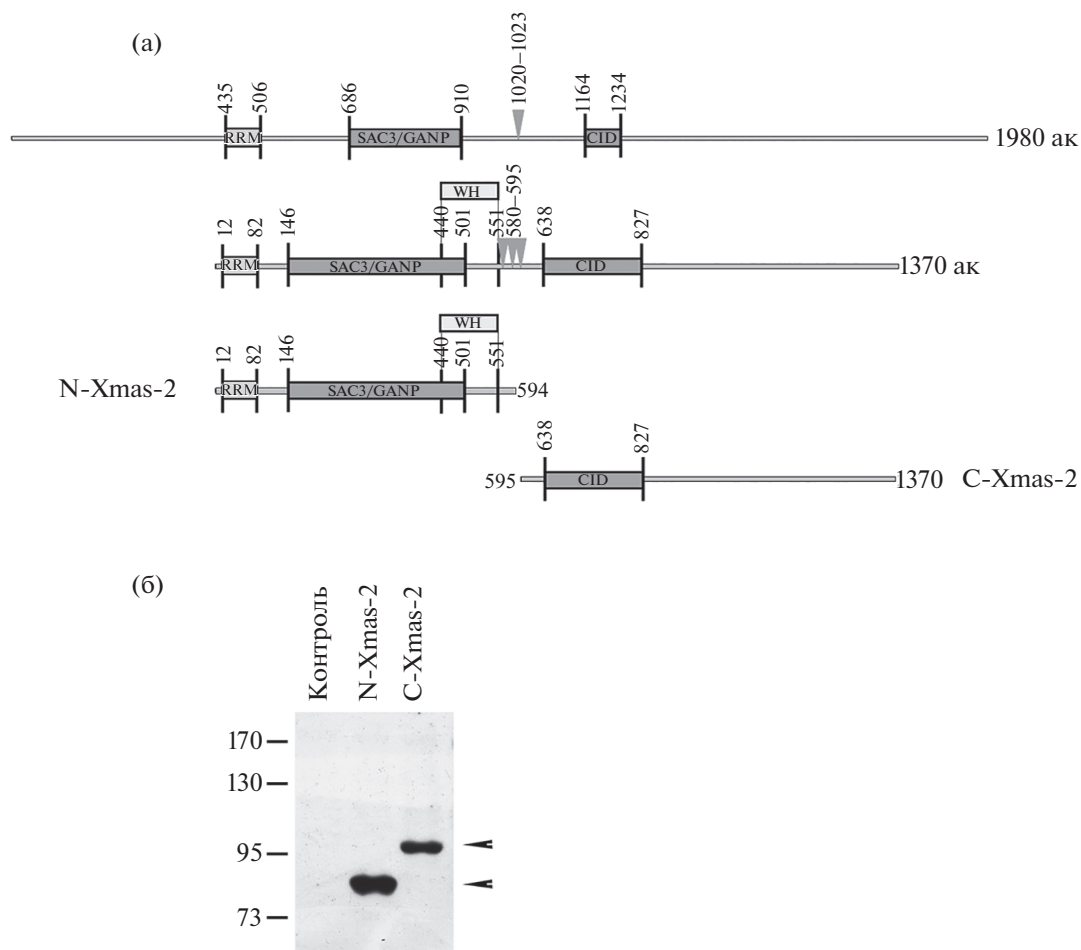 (а)
435 506 686 910 1020–1023 1164 1234
RRM SAC3/GANP CID 1980 ак
WH
12 82 146 440 501 551 580–595 638 827
RRM SAC3/GANP CID 1370 ак
WH
12 82 146 440 501 551
N-Xmas-2 RRM SAC3/GANP 594
638 827
595 CID 1370 C-Xmas-2
(б)
Контроль N-Xmas-2 C-Xmas-2
170
130
95
73